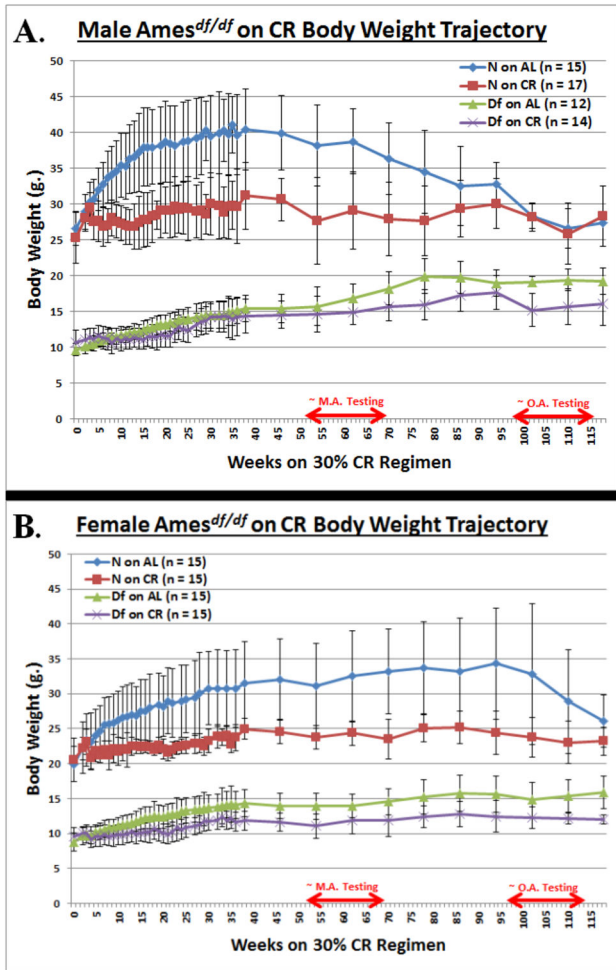 A. Male Ames df/df on CR Body Weight Trajectory
50
45
40
35
30
25
20
15
10
5
0
Body Weight (g.)
N on AL (n = 15)
N on CR (n = 17)
Df on AL (n = 12)
Df on CR (n = 14)
~ M.A. Testing
~ O.A. Testing
0 5 10 15 20 25 30 35 40 45 50 55 60 65 70 75 80 85 90 95 100 105 110 115
Weeks on 30% CR Regimen
B. Female Ames df/df on CR Body Weight Trajectory
50
45
40
35
30
25
20
15
10
5
0
Body Weight (g.)
N on AL (n = 15)
N on CR (n = 15)
Df on AL (n = 15)
Df on CR (n = 15)
~ M.A. Testing
~ O.A. Testing
0 5 10 15 20 25 30 35 40 45 50 55 60 65 70 75 80 85 90 95 100 105 110 115
Weeks on 30% CR Regimen